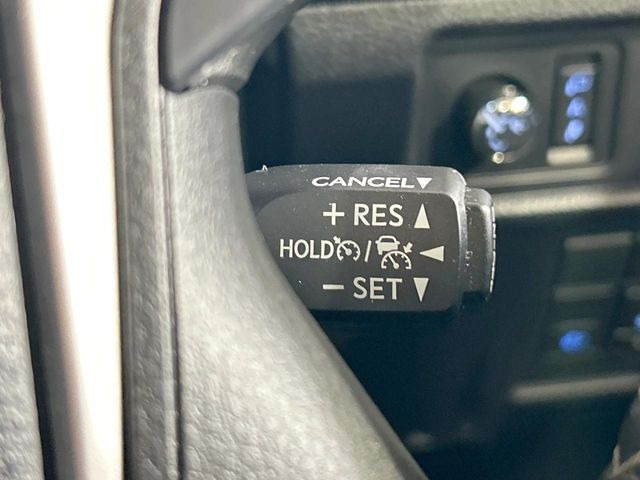 CANCEL▼
+ RES ▲
HOLD / ◀
− SET ▼